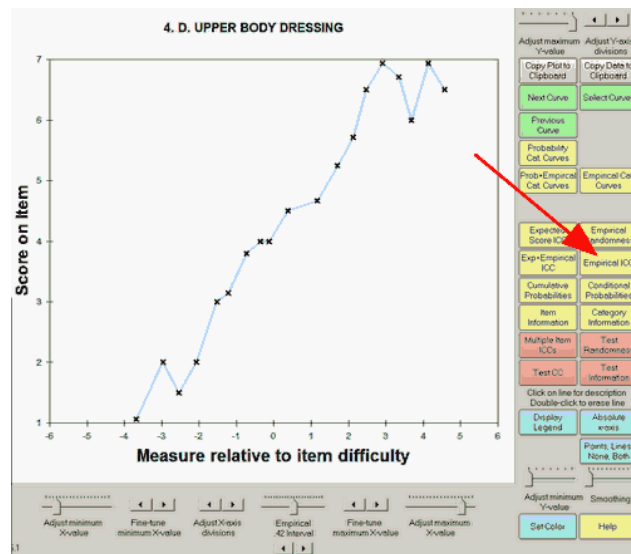 4. D. UPPER BODY DRESSING
Score on Item
7
6
5
4
3
2
1
-6
-5
-4
-3
-2
-1
0
1
2
3
4
5
6
Measure relative to item difficulty
Adjust maximum
Y-value
Adjust Y-axis
divisions
Copy Plot to
Clipboard
Copy Data to
Clipboard
Next Curve
Select Curve
Previous
Curve
Probability
Cat. Curves
Prob+Empirical
Cat. Curves
Empirical Cat.
Curves
Expected
Score ICC
Empirical
Randomness
Exp+Empirical
ICC
Empirical ICC
Cumulative
Probabilities
Conditional
Probabilities
Item
Information
Category
Information
Multiple Item
ICCs
Test
Randomness
Test CC
Test
Information
Click on line for description
Double-click to erase line
Display
Legend
Absolute
x-axis
Points, Lines
None, Both
Adjust minimum
Y-value
Smoothing
Set Color
Help
Adjust minimum
X-value
Fine-tune
minimum X-value
Adjust X-axis
divisions
Empirical
.42 Interval
Fine-tune
maximum X-value
Adjust maximum
X-value